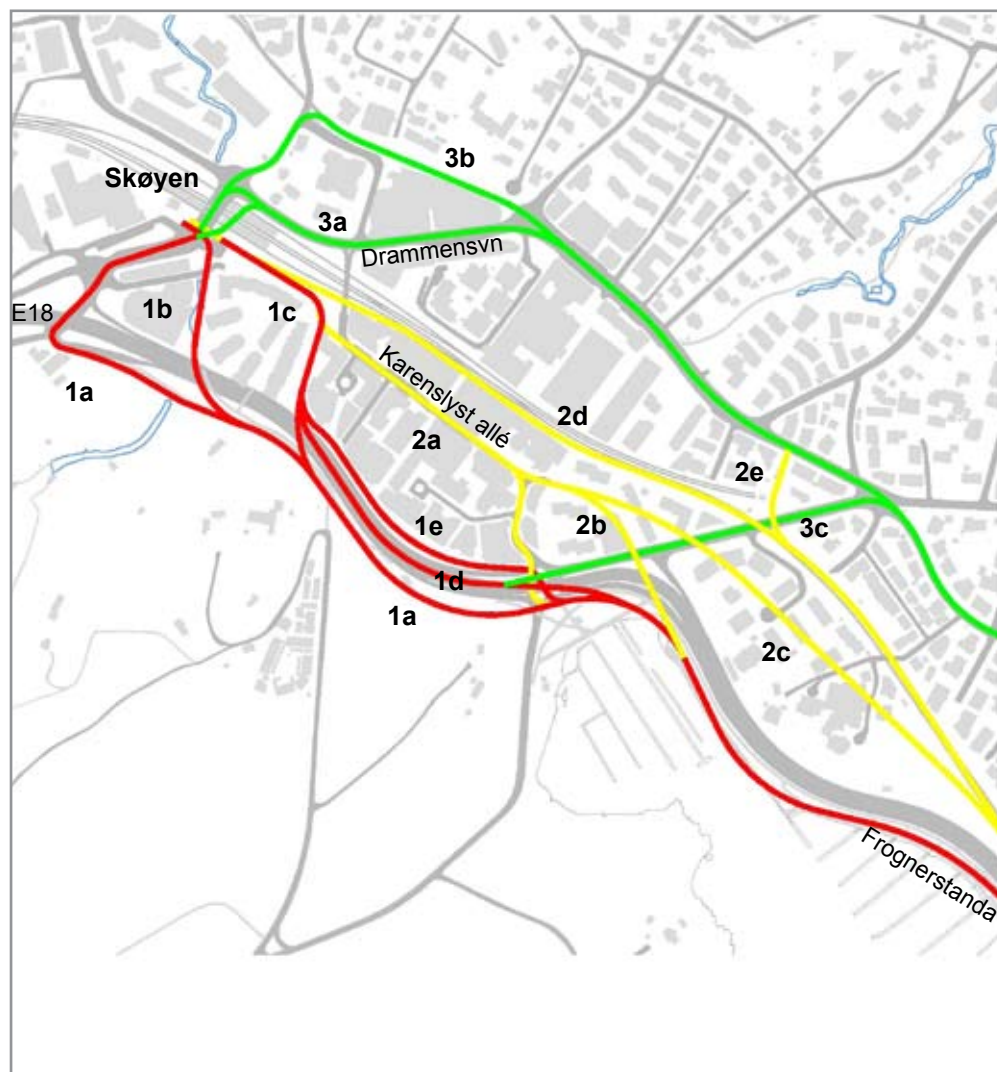 3b
Skøyen
3a
Drammensvn
1b
1c
E18
1a
Karenslyst allé
2d
2a
2e
1e
2b
3c
1d
1a
2c
Frognerstanda